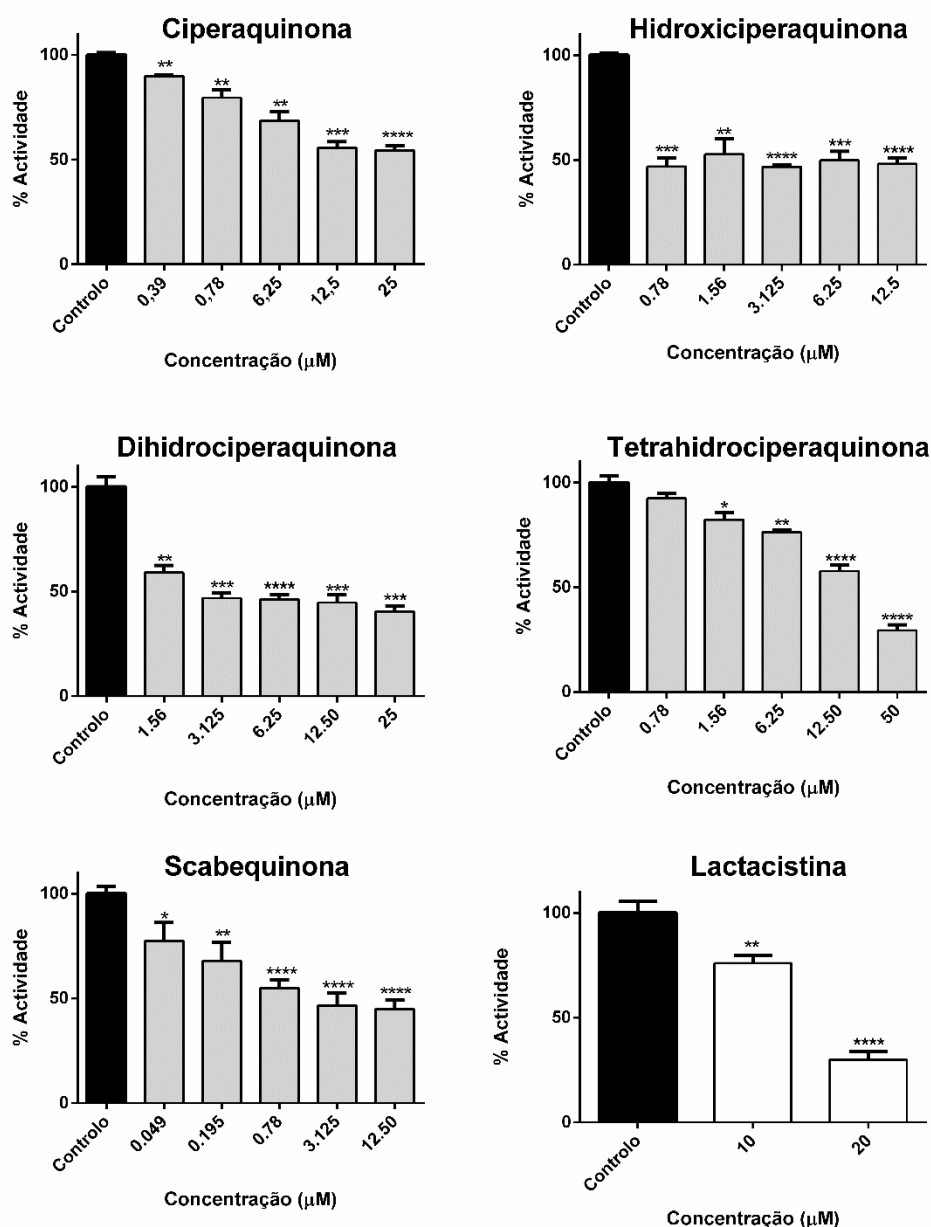 Ciperaquinona
% Actividade
100
50
0
** ** ** *** ****
Controlo 0,39 0,78 6,25 12,5 25
Concentração (μM)
Hidroxiciperaquinona
% Actividade
100
50
0
*** ** **** *** ****
Controlo 0.78 1.56 3.125 6.25 12.5
Concentração (μM)
Dihidrociperaquinona
% Actividade
100
50
0
** *** **** *** ***
Controlo 1.56 3.125 6.25 12.50 25
Concentração (μM)
Tetrahidrociperaquinona
% Actividade
100
50
0
* ** **** ****
Controlo 0.78 1.56 6.25 12.50 50
Concentração (μM)
Scabequinona
% Actividade
100
50
0
* ** **** **** ****
Controlo 0.049 0.195 0.78 3.125 12.50
Concentração (μM)
Lactacistina
% Actividade
100
50
0
** ****
Controlo 10 20
Concentração (μM)